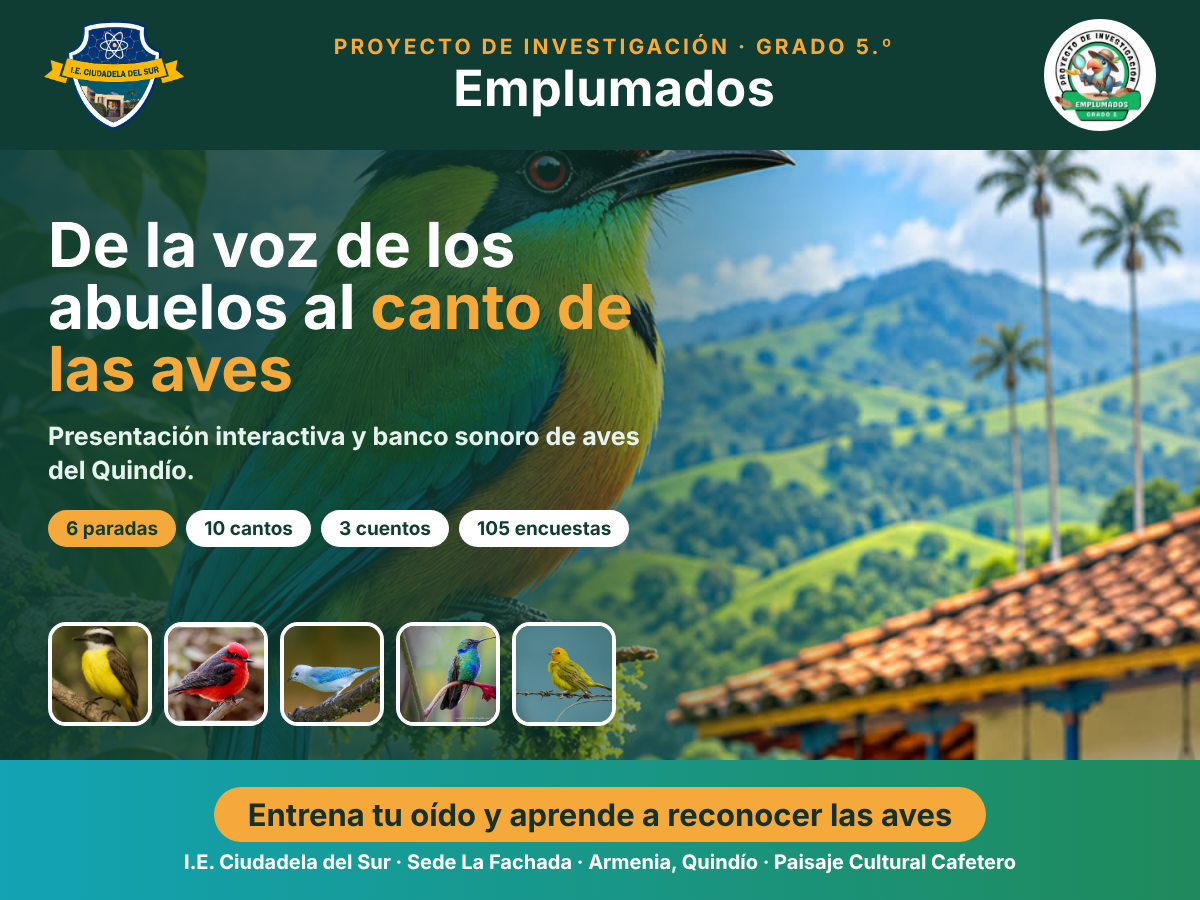 I.E. CIUDADELA DEL SUR
PROYECTO DE INVESTIGACIÓN · GRADO 5.º
Emplumados
PROYECTO DE INVESTIGACIÓN
EMPLUMADOS
GRADO 5
De la voz de los
abuelos al canto de
las aves
Presentación interactiva y banco sonoro de aves
del Quindío.
6 paradas
10 cantos
3 cuentos
105 encuestas
Entrena tu oído y aprende a reconocer las aves
I.E. Ciudadela del Sur · Sede La Fachada · Armenia, Quindío · Paisaje Cultural Cafetero